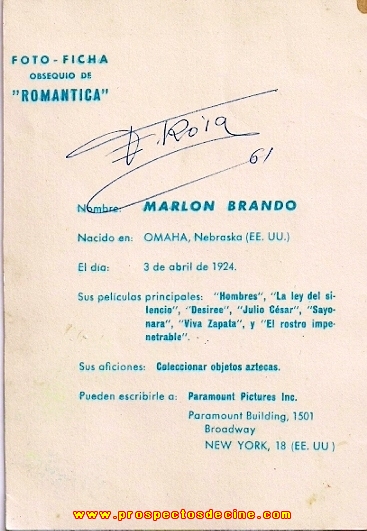 FOTO - FICHA
OBSEQUIO DE
"ROMANTICA"
61
Nombre: MARLON BRANDO
Nacido en: OMAHA, Nebraska (EE. UU.)
El día: 3 de abril de 1924.
Sus películas principales: "Hombres", "La ley del si-
lencio", "Desiree", "Julio César", "Sayo-
nara", "Viva Zapata", y "El rostro impe-
netrable".
Sus aficiones: Coleccionar objetos aztecas.
Pueden escribirle a: Paramount Pictures Inc.
Paramount Building, 1501
Broadway
NEW YORK, 18 (EE. UU )
www.prospectosdecine.com